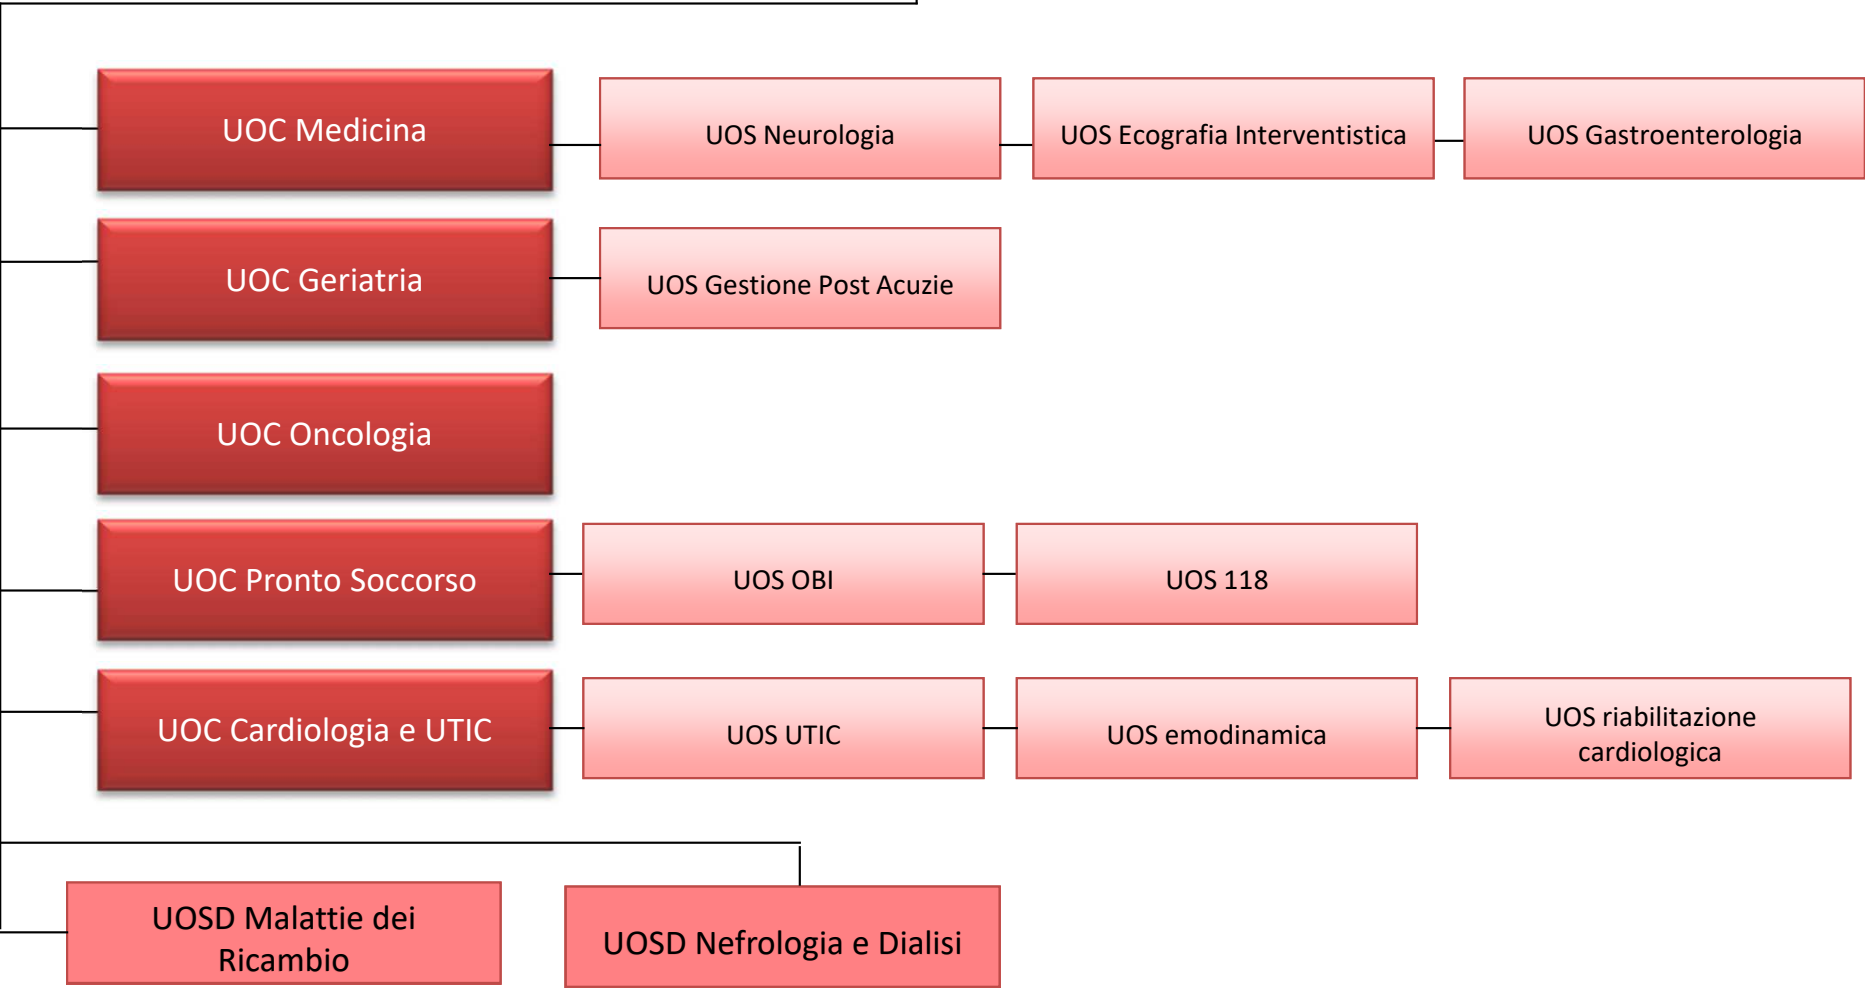 UOC Medicina
UOS Neurologia
UOS Ecografia Interventistica
UOS Gastroenterologia
UOC Geriatria
UOS Gestione Post Acuzie
UOC Oncologia
UOC Pronto Soccorso
UOS OBI
UOS 118
UOC Cardiologia e UTIC
UOS UTIC
UOS emodinamica
UOS riabilitazione
cardiologica
UOSD Malattie dei
Ricambio
UOSD Nefrologia e Dialisi